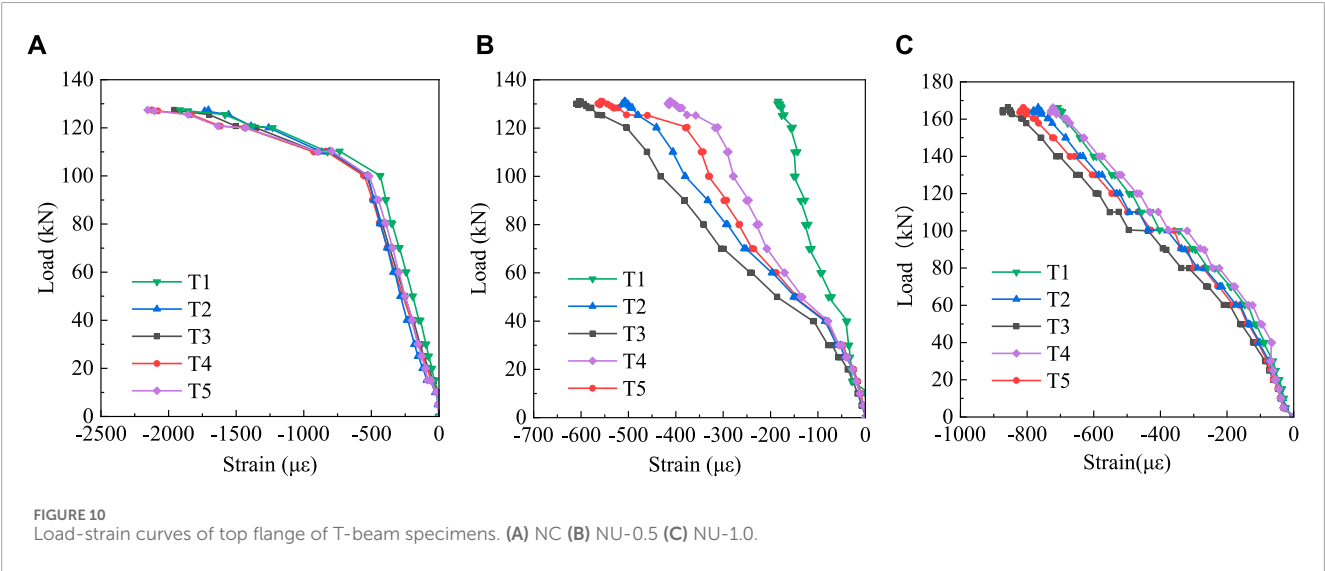 A
140
120
100
80
60
40
20
0
Load (kN)
T1
T2
T3
T4
T5
-2500 -2000 -1500 -1000 -500 0
Strain (με)
B
140
120
100
80
60
40
20
0
Load (kN)
T1
T2
T3
T4
T5
-700 -600 -500 -400 -300 -200 -100 0
Strain (με)
C
180
160
140
120
100
80
60
40
20
0
Load (kN)
T1
T2
T3
T4
T5
-1000 -800 -600 -400 -200 0
Strain(με)
FIGURE 10
Load-strain curves of top flange of T-beam specimens. (A) NC (B) NU-0.5 (C) NU-1.0.